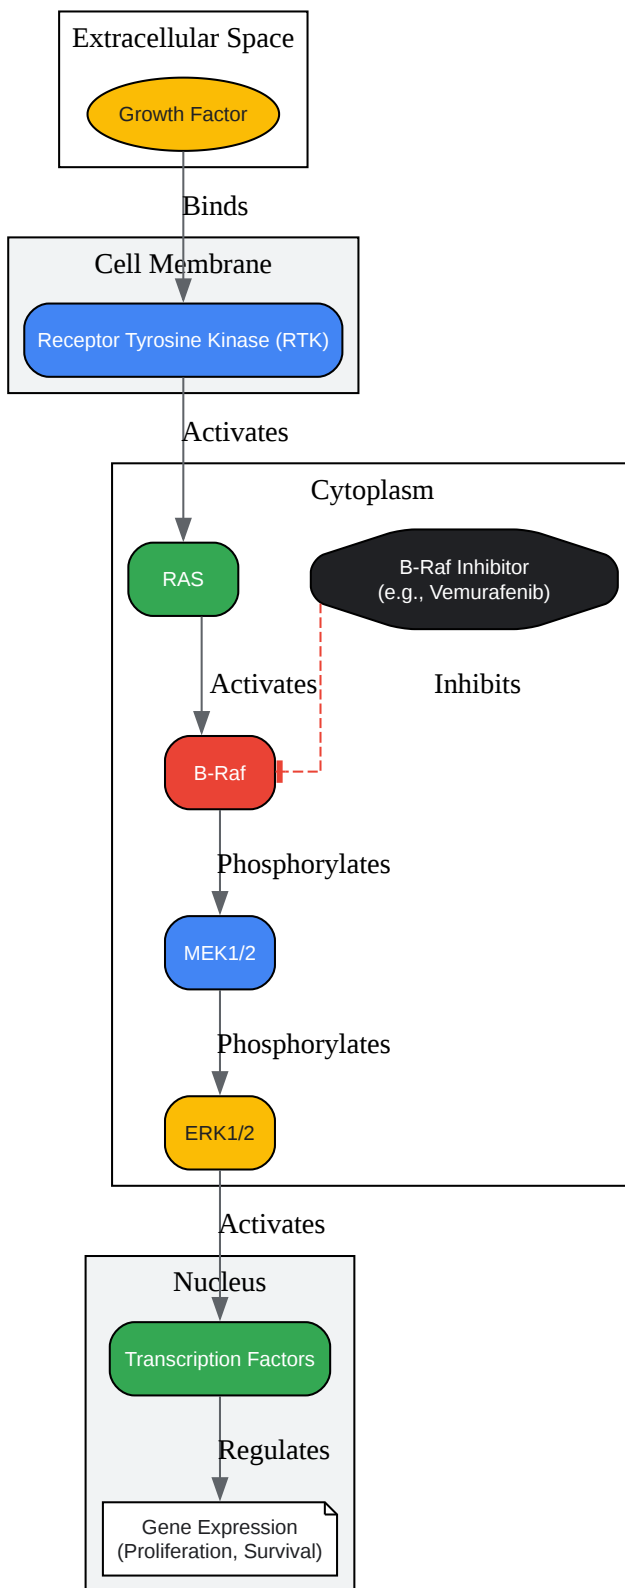 Extracellular Space
Growth Factor
Binds
Cell Membrane
Receptor Tyrosine Kinase (RTK)
Activates
Cytoplasm
RAS
B-Raf Inhibitor
(e.g., Vemurafenib)
Activates
Inhibits
B-Raf
Phosphorylates
MEK1/2
Phosphorylates
ERK1/2
Activates
Nucleus
Transcription Factors
Regulates
Gene Expression
(Proliferation, Survival)